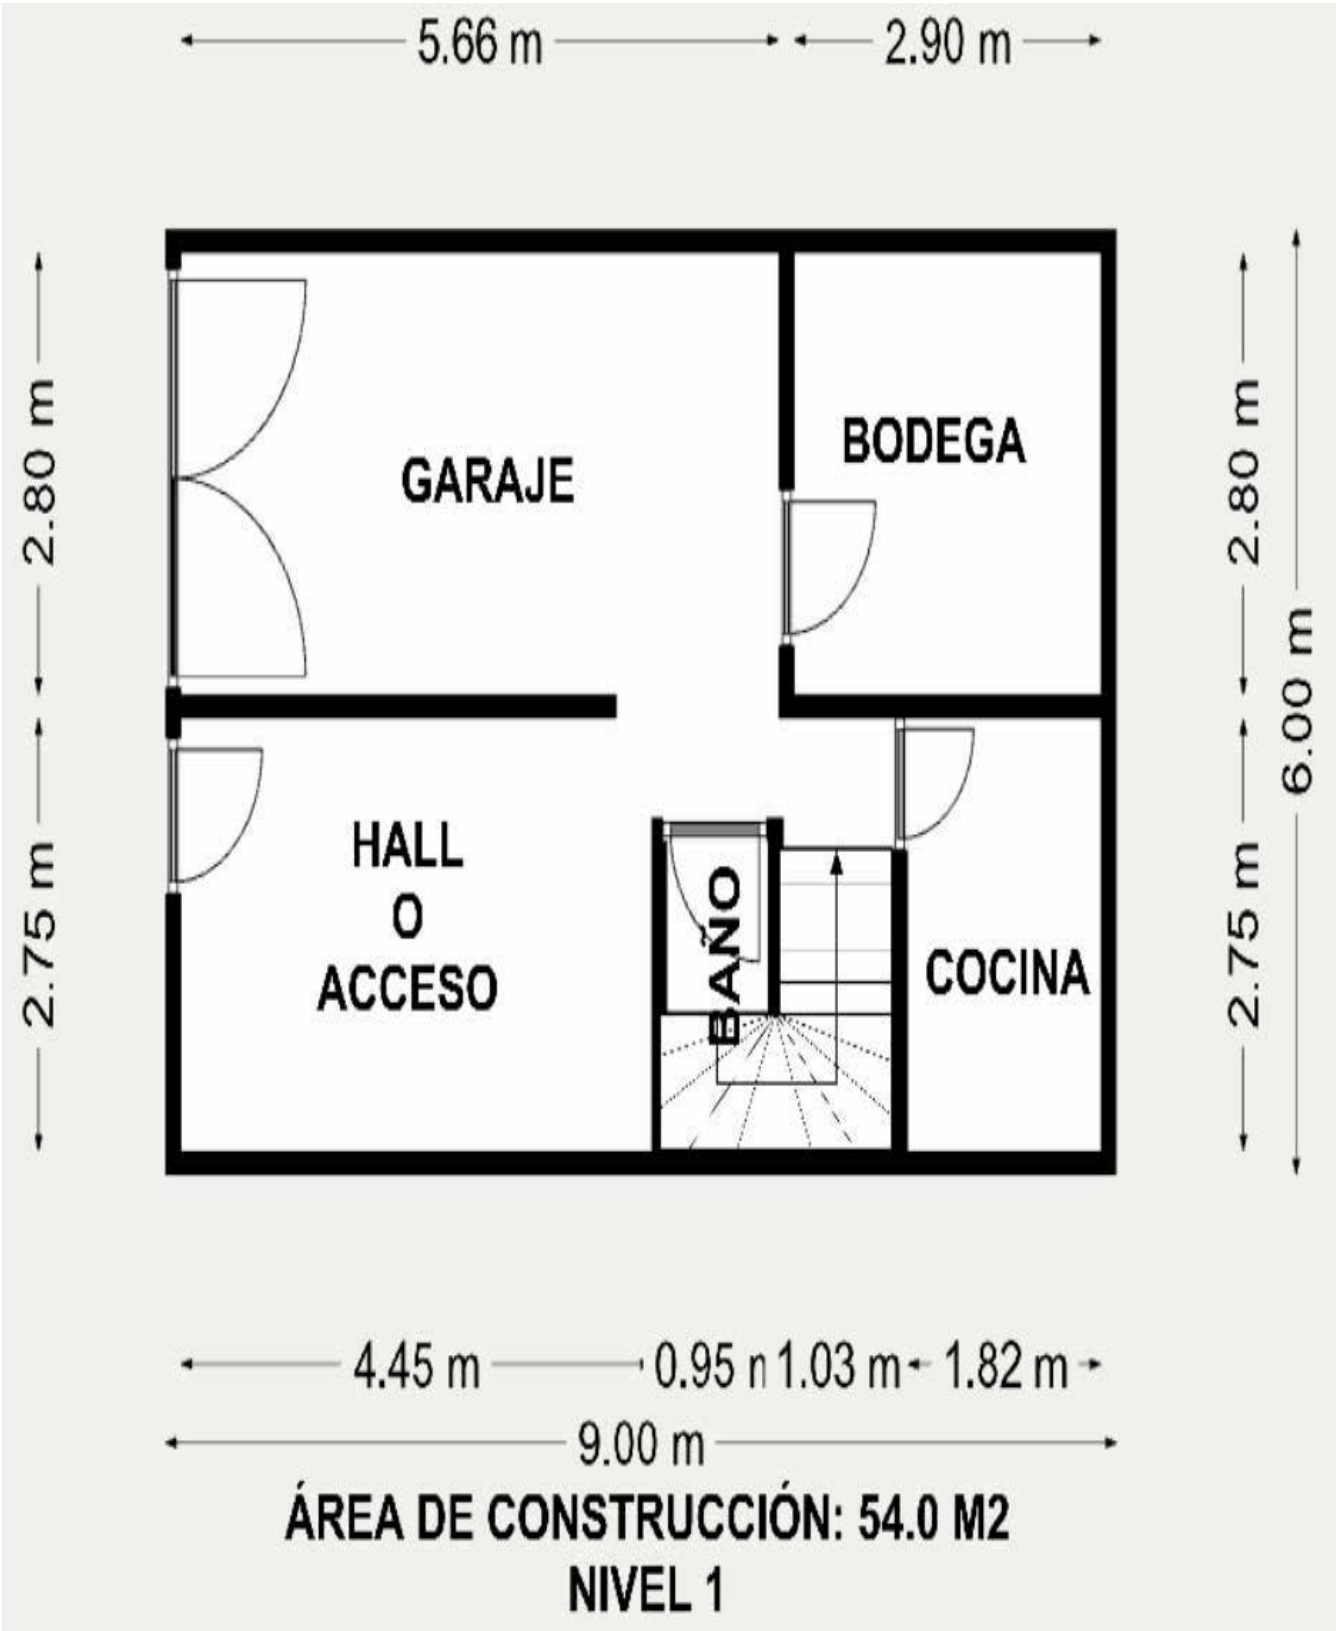 5.66 m
2.90 m
2.80 m
2.80 m
6.00 m
GARAJE
BODEGA
2.75 m
2.75 m
HALL
O
ACCESO
BAÑO
COCINA
4.45 m
0.95 m
1.03 m
1.82 m
9.00 m
ÁREA DE CONSTRUCCIÓN: 54.0 M2
NIVEL 1